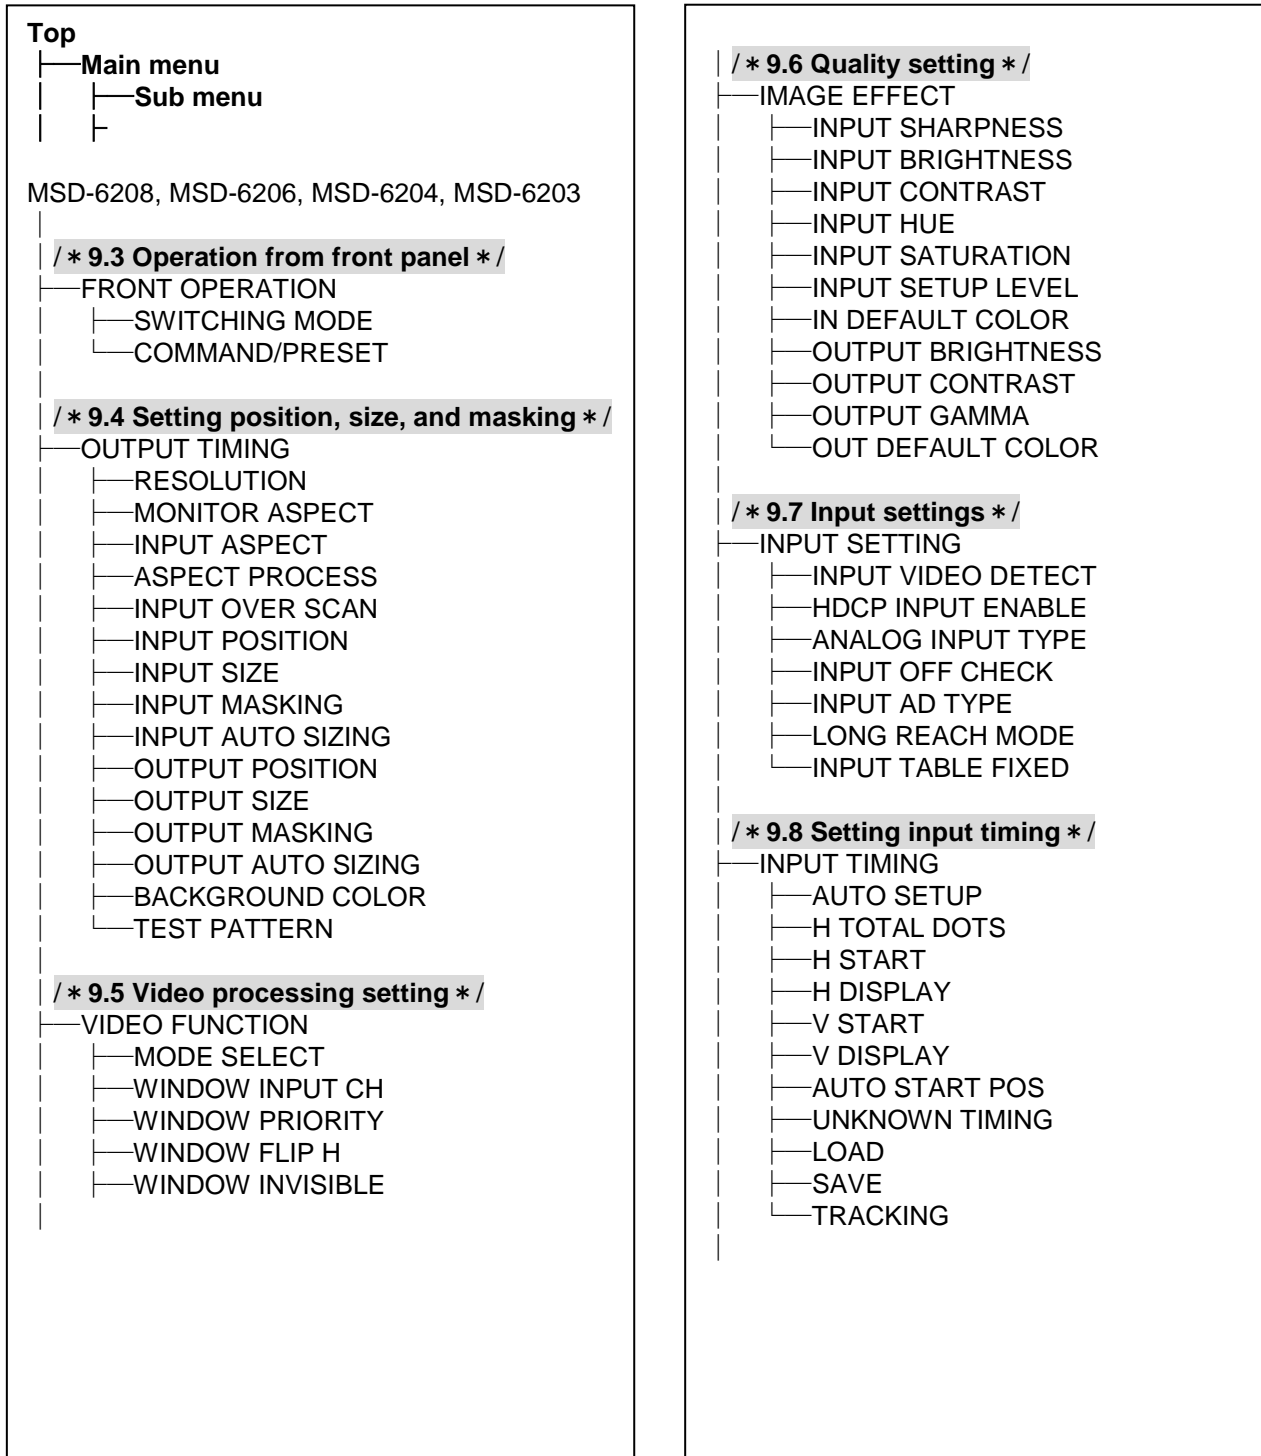 Top
Main menu
Sub menu
MSD-6208, MSD-6206, MSD-6204, MSD-6203
/＊9.3 Operation from front panel＊/
FRONT OPERATION
SWITCHING MODE
COMMAND/PRESET
/＊9.4 Setting position, size, and masking＊/
OUTPUT TIMING
RESOLUTION
MONITOR ASPECT
INPUT ASPECT
ASPECT PROCESS
INPUT OVER SCAN
INPUT POSITION
INPUT SIZE
INPUT MASKING
INPUT AUTO SIZING
OUTPUT POSITION
OUTPUT SIZE
OUTPUT MASKING
OUTPUT AUTO SIZING
BACKGROUND COLOR
TEST PATTERN
/＊9.5 Video processing setting＊/
VIDEO FUNCTION
MODE SELECT
WINDOW INPUT CH
WINDOW PRIORITY
WINDOW FLIP H
WINDOW INVISIBLE
/＊9.6 Quality setting＊/
IMAGE EFFECT
INPUT SHARPNESS
INPUT BRIGHTNESS
INPUT CONTRAST
INPUT HUE
INPUT SATURATION
INPUT SETUP LEVEL
IN DEFAULT COLOR
OUTPUT BRIGHTNESS
OUTPUT CONTRAST
OUTPUT GAMMA
OUT DEFAULT COLOR
/＊9.7 Input settings＊/
INPUT SETTING
INPUT VIDEO DETECT
HDCP INPUT ENABLE
ANALOG INPUT TYPE
INPUT OFF CHECK
INPUT AD TYPE
LONG REACH MODE
INPUT TABLE FIXED
/＊9.8 Setting input timing＊/
INPUT TIMING
AUTO SETUP
H TOTAL DOTS
H START
H DISPLAY
V START
V DISPLAY
AUTO START POS
UNKNOWN TIMING
LOAD
SAVE
TRACKING